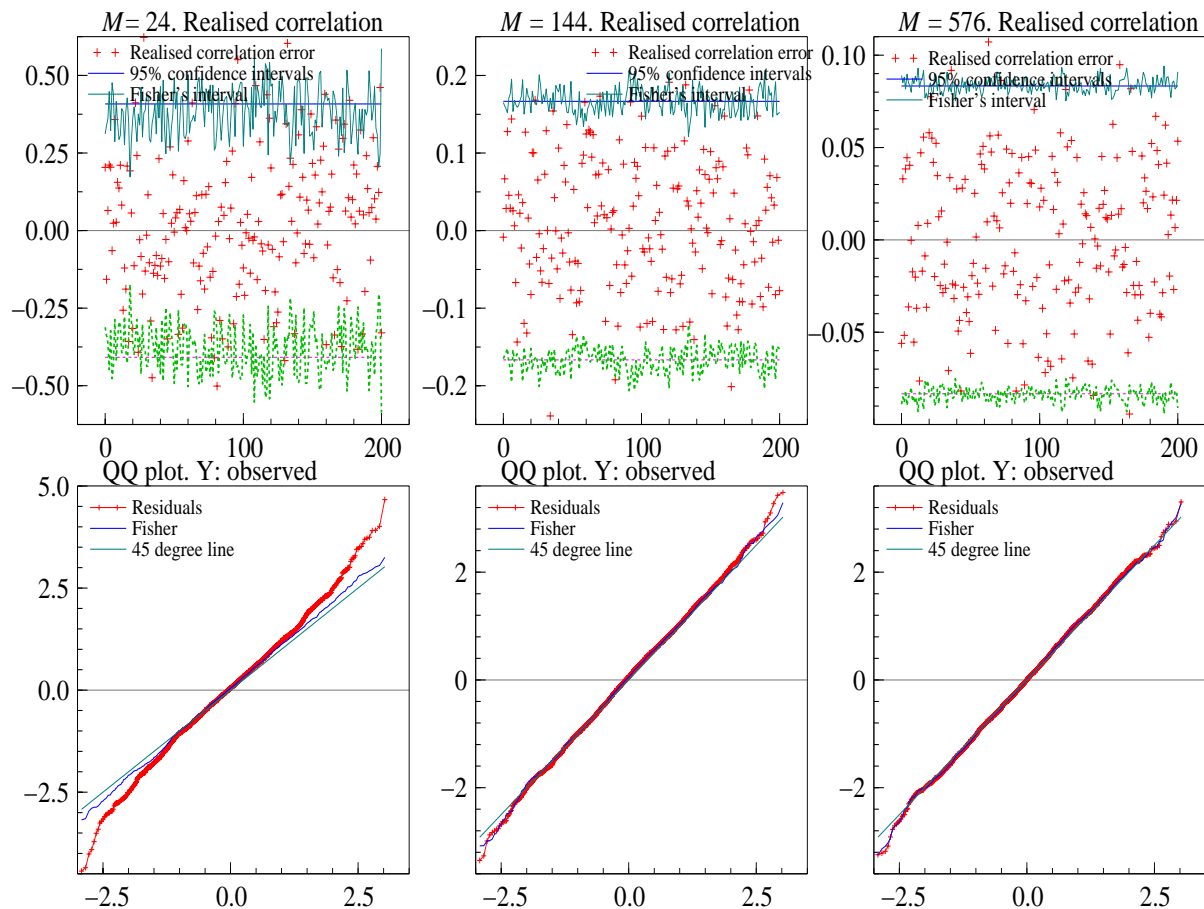 M = 24. Realised correlation
Realised correlation error
95% confidence intervals
Fisher's interval
0.50
0.25
0.00
−0.25
−0.50
0 100 200
M = 144. Realised correlation
Realised correlation error
95% confidence intervals
Fisher's interval
0.2
0.1
0.0
−0.1
−0.2
0 100 200
M = 576. Realised correlation
Realised correlation error
95% confidence intervals
Fisher's interval
0.10
0.05
0.00
−0.05
0 100 200
QQ plot. Y: observed
Residuals
Fisher
45 degree line
5.0
2.5
0.0
−2.5
−2.5 0.0 2.5
QQ plot. Y: observed
Residuals
Fisher
45 degree line
2
0
−2
−2.5 0.0 2.5
QQ plot. Y: observed
Residuals
Fisher
45 degree line
2
0
−2
−2.5 0.0 2.5